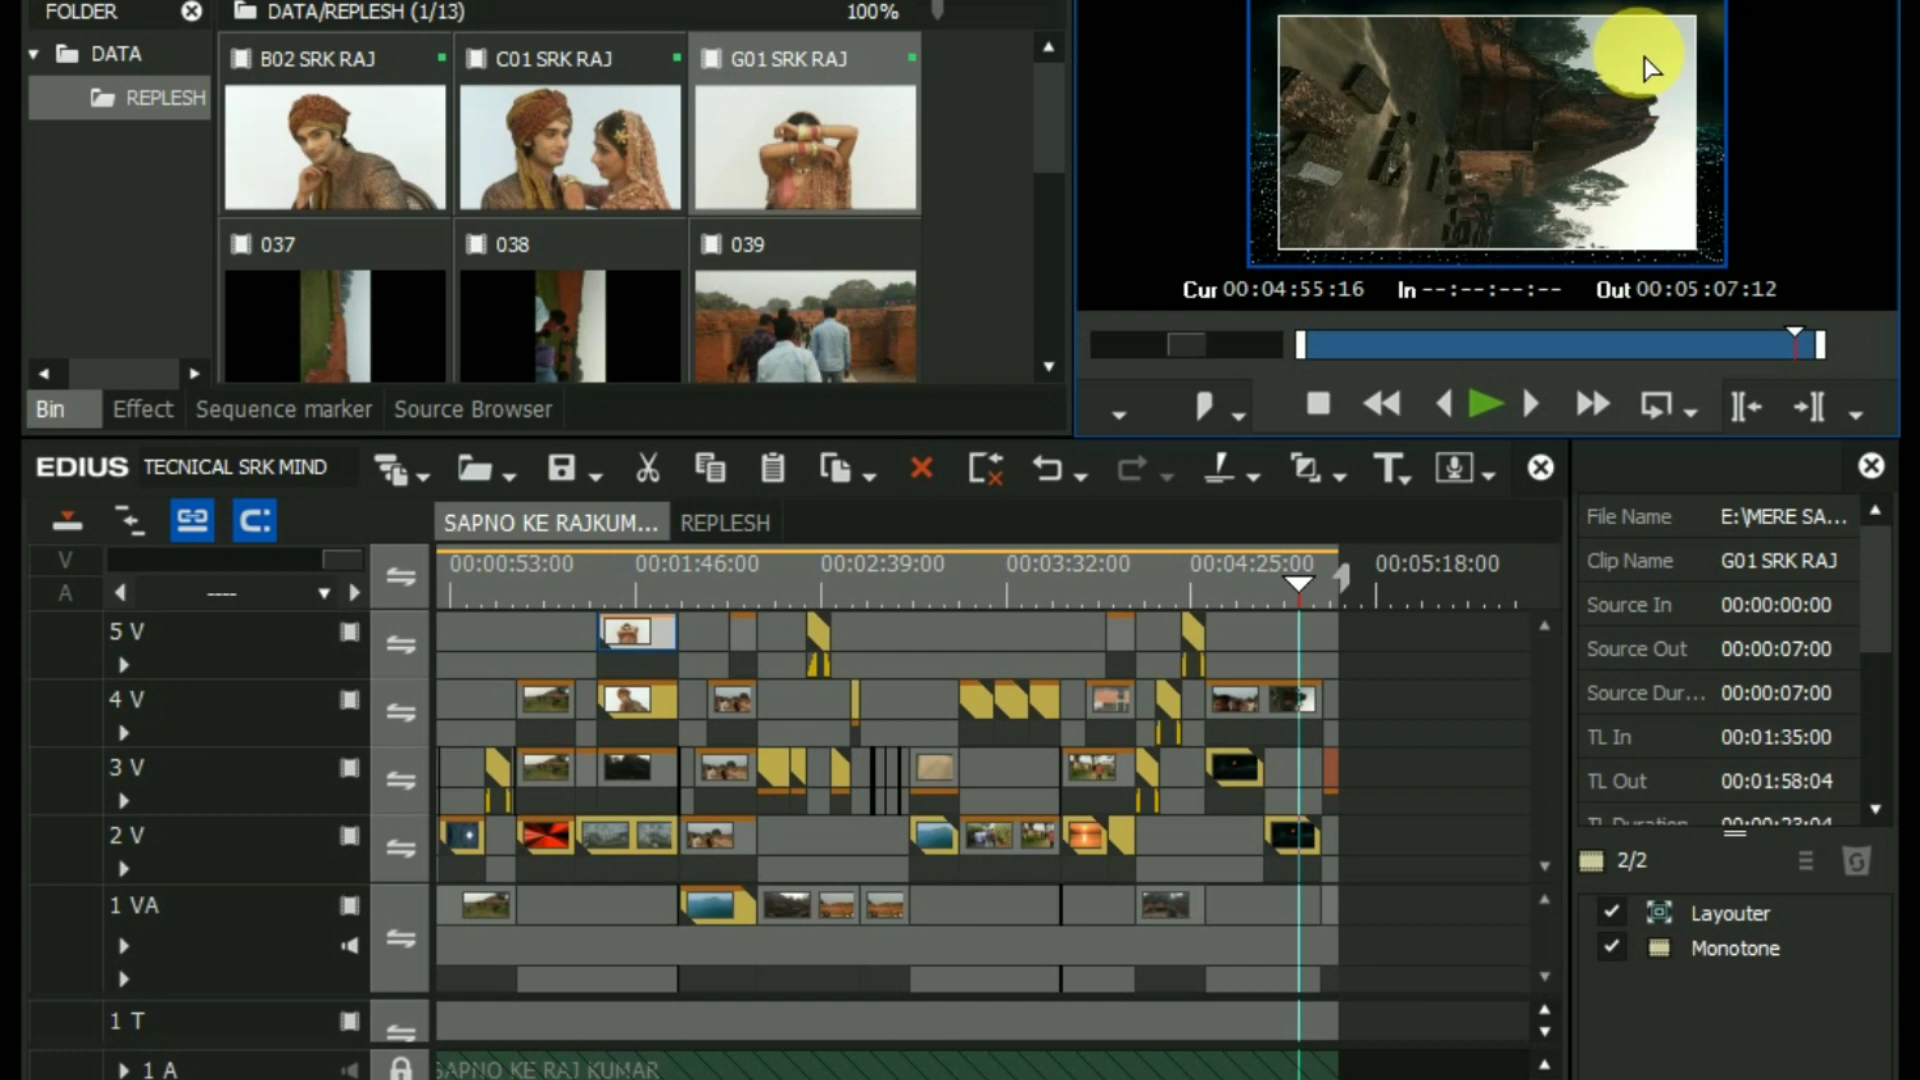 FOLDER
DATA/REPLESH (1/13)
100%
DATA
REPLESH
B02 SRK RAJ
C01 SRK RAJ
G01 SRK RAJ
037
038
039
Cur 00:04:55:16 In --:--:--:-- Out 00:05:07:12
Bin Effect Sequence marker Source Browser
EDIUS TECNICAL SRK MIND
SAPNO KE RAJKUM... REPLESH
V
A
----
00:00:53:00 00:01:46:00 00:02:39:00 00:03:32:00 00:04:25:00 00:05:18:00
5 V
4 V
3 V
2 V
1 VA
1 T
1 A
SAPNO KE RAJ KUMAR
File Name E:\MERE SA...
Clip Name G01 SRK RAJ
Source In 00:00:00:00
Source Out 00:00:07:00
Source Dur... 00:00:07:00
TL In 00:01:35:00
TL Out 00:01:58:04
TL Duration 00:00:23:04
2/2
Layouter
Monotone